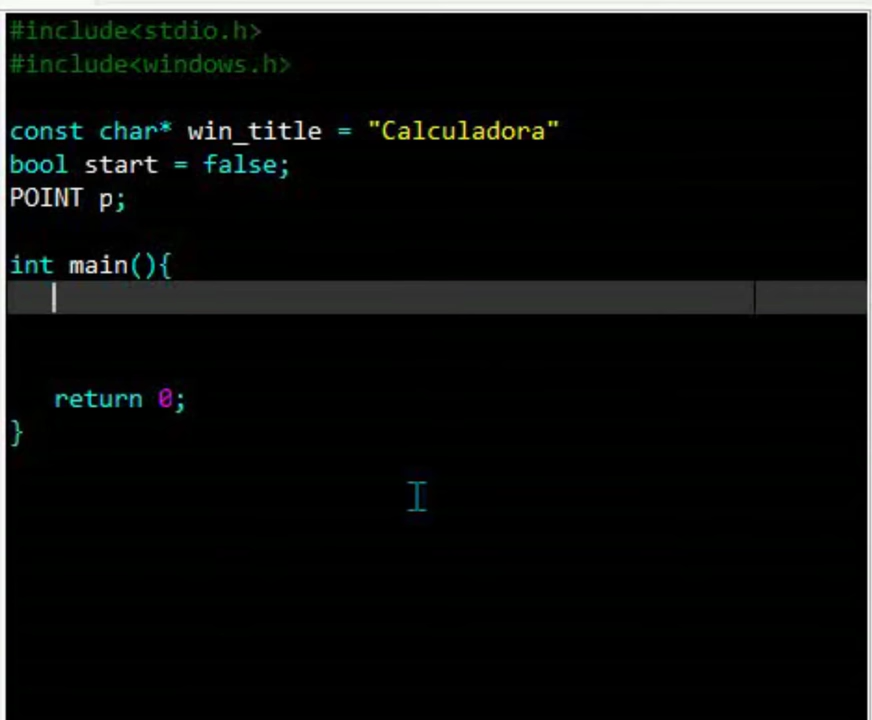 #include<stdio.h>
#include<windows.h>
const char* win_title = "Calculadora"
bool start = false;
POINT p;
int main(){
return 0;
}